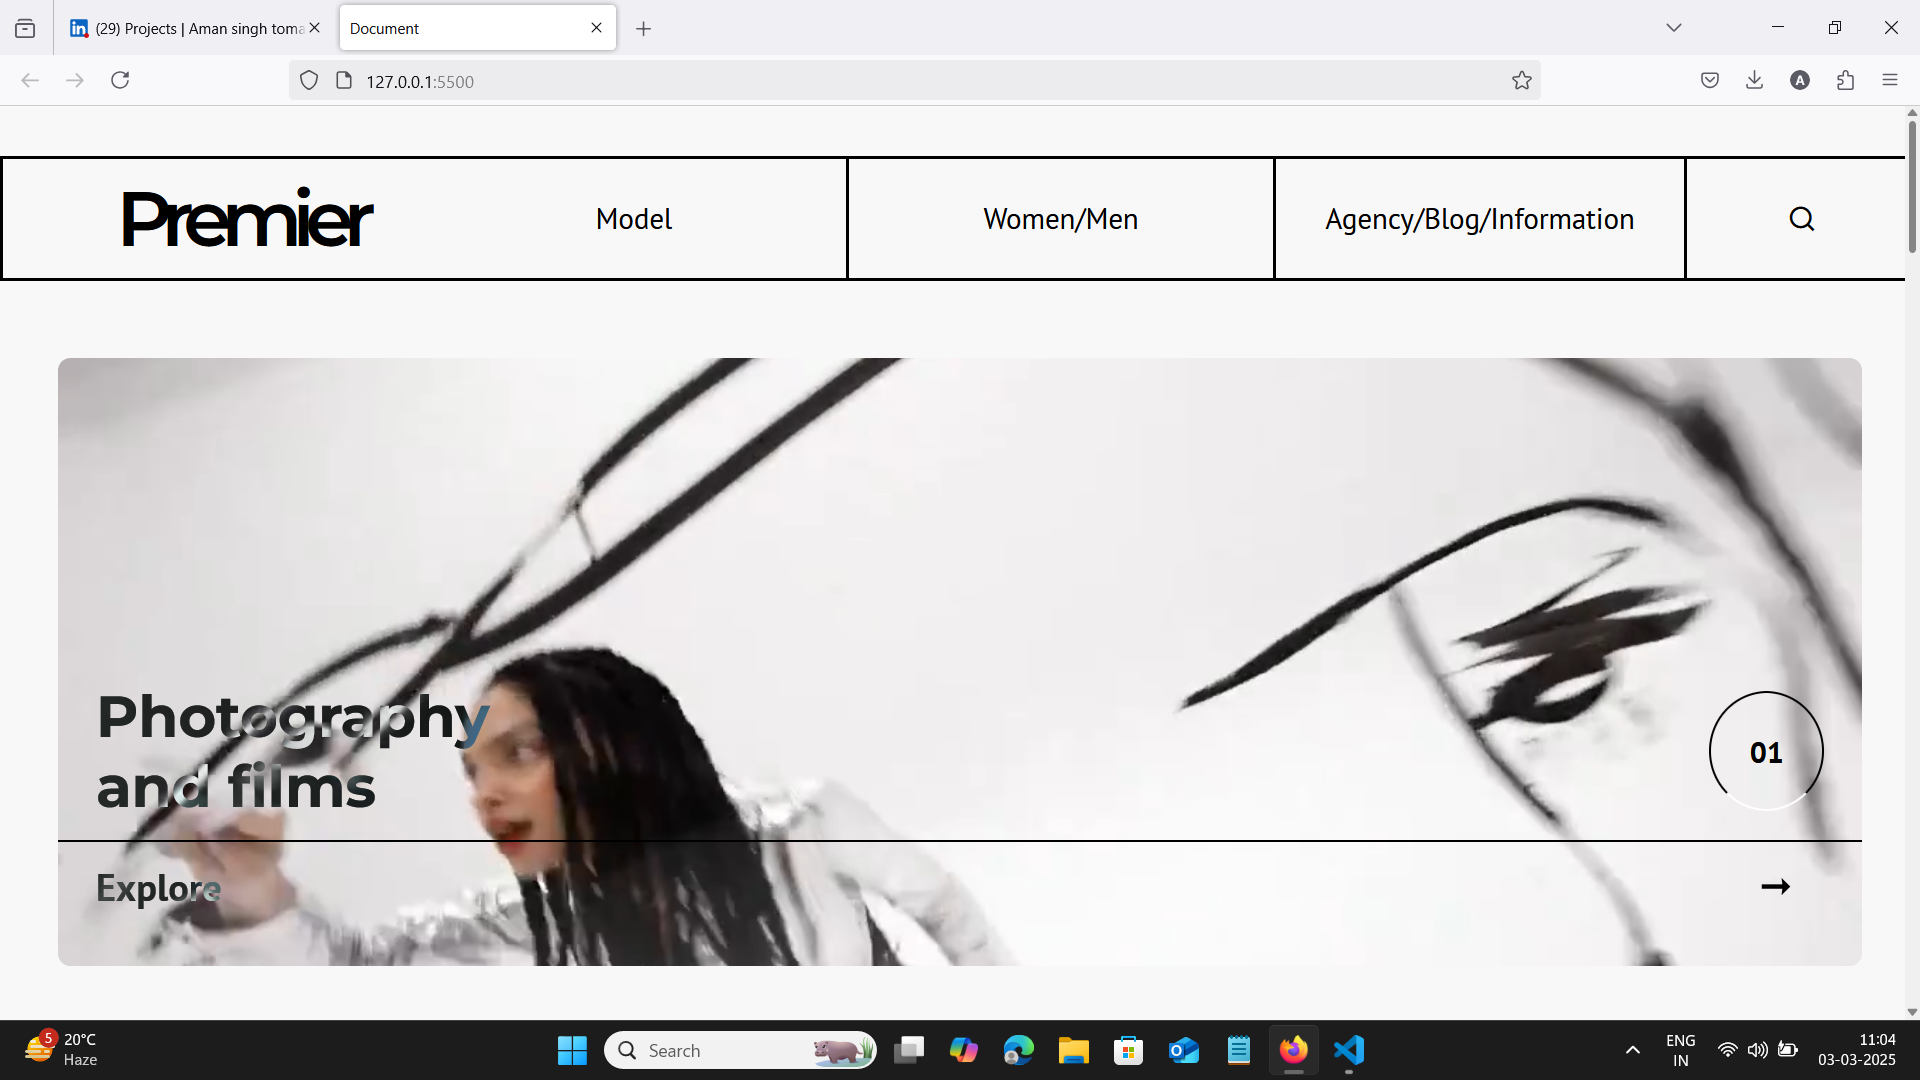 (29) Projects | Aman singh toma
Document
127.0.0.1:5500
A
Premier
Model
Women/Men
Agency/Blog/Information
Photography
and films
01
Explore
5
20°C
Haze
Search
ENG
IN
11:04
03-03-2025